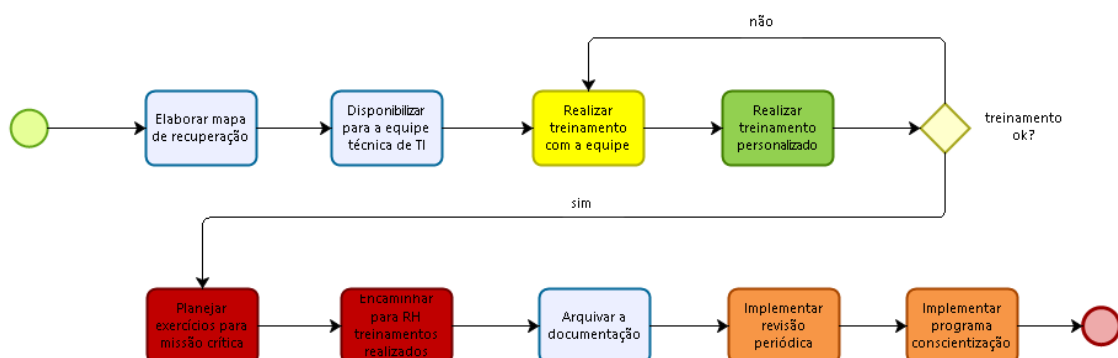 não
Elaborar mapa
de recuperação
Disponibilizar
para a equipe
técnica de TI
Realizar
treinamento
com a equipe
Realizar
treinamento
personalizado
treinamento
ok?
sim
Planejar
exercícios para
missão crítica
Encaminhar
para RH
treinamentos
realizados
Arquivar a
documentação
Implementar
revisão
periódica
Implementar
programa
conscientização